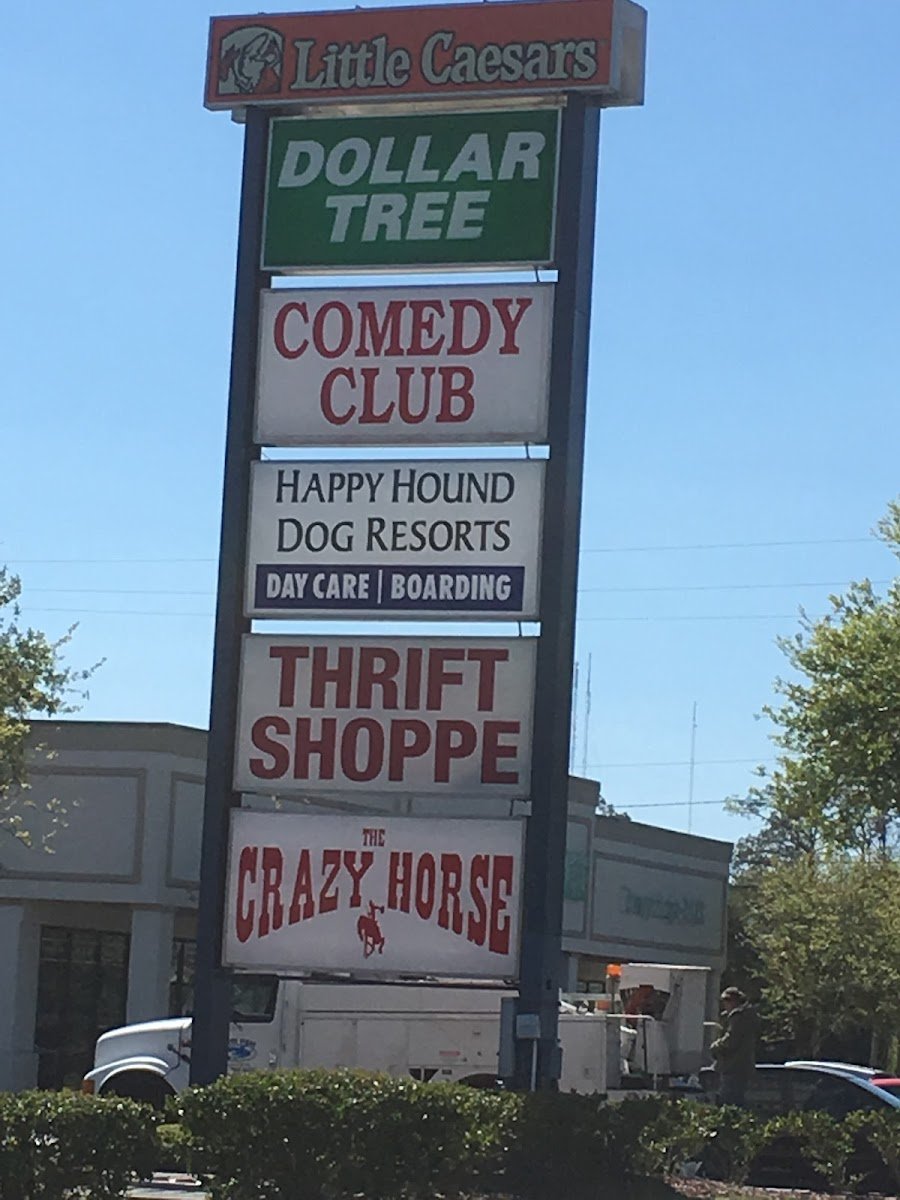 Little Caesars
DOLLAR
TREE
COMEDY
CLUB
HAPPY HOUND
DOG RESORTS
DAY CARE | BOARDING
THRIFT
SHOPPE
THE
CRAZY HORSE